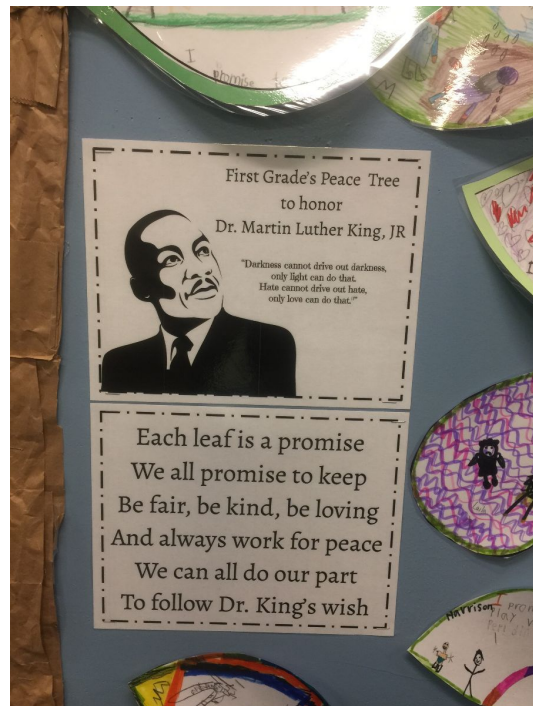 I promise
M
First Grade's Peace Tree
to honor
Dr. Martin Luther King, JR
"Darkness cannot drive out darkness,
only light can do that.
Hate cannot drive out hate,
only love can do that."
Each leaf is a promise
We all promise to keep
Be fair, be kind, be loving
And always work for peace
We can all do our part
To follow Dr. King's wish
Harrison I prom
Play